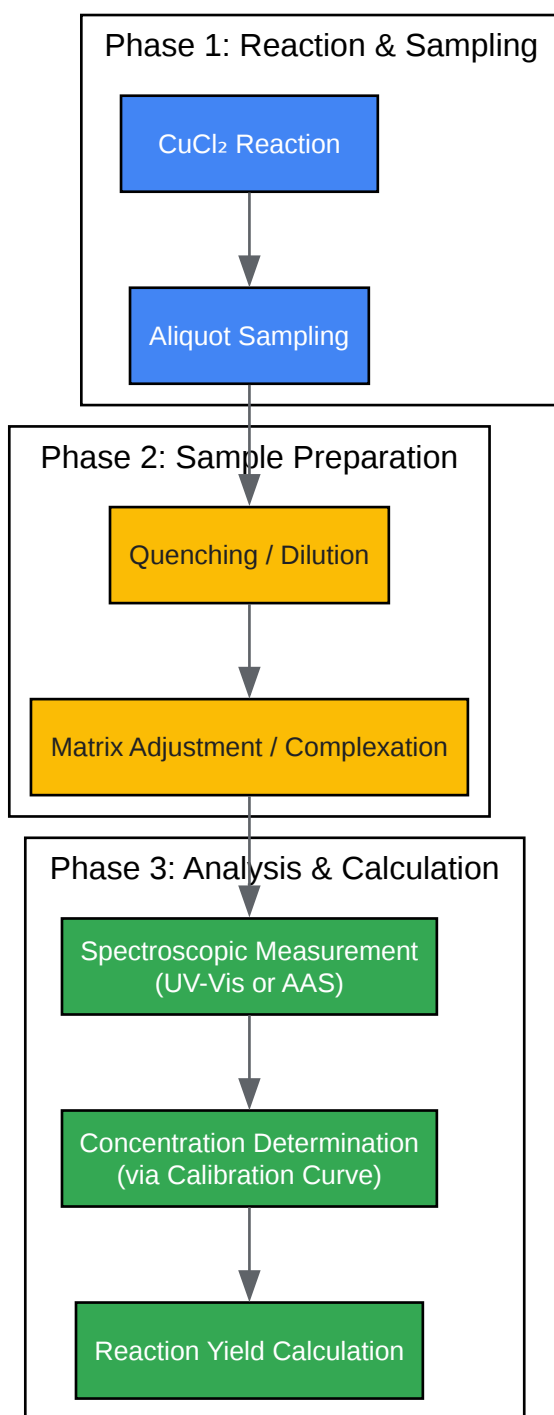 Phase 1: Reaction & Sampling
CuCl₂ Reaction
Aliquot Sampling
Phase 2: Sample Preparation
Quenching / Dilution
Matrix Adjustment / Complexation
Phase 3: Analysis & Calculation
Spectroscopic Measurement
(UV-Vis or AAS)
Concentration Determination
(via Calibration Curve)
Reaction Yield Calculation